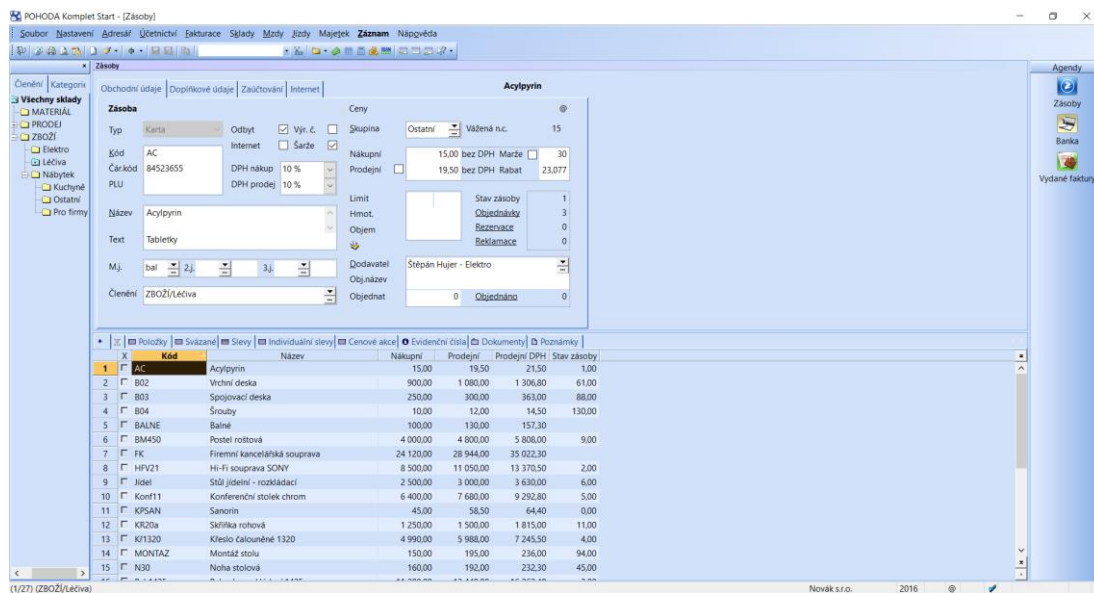 POHODA Komplet Start - [Zásoby]
Soubor Nastavení Adresář Účetnictví Fakturace Sklady Mzdy Jízdy Majetek Záznam Nápověda
Zásoby
Členění Kategorie
Všechny sklady
MATERIÁL
PRODEJ
ZBOŽÍ
Elektro
Léčiva
Nábytek
Kuchyně
Ostatní
Pro firmy
Obchodní údaje Doplňkové údaje Zaúčtování Internet Acylpyrin
Zásoba Ceny @
Typ Karta Odbyt Výr. č. Skupina Ostatní Vážená n.c. 15
Internet Šarže
Kód AC Nákupní 15,00 bez DPH Marže 30
Čár.kód 84523655 DPH nákup 10 % Prodejní 19,50 bez DPH Rabat 23,077
PLU DPH prodej 10 %
Limit Stav zásoby 1
Název Acylpyrin Hmot. Objednávky 3
Objem Rezervace 0
Text Tabletky Reklamace 0
M.j. bal 2.j. 3.j. Dodavatel Štěpán Hujer - Elektro
Obj.název
Členění ZBOŽÍ/Léčiva Objednat 0 Objednáno 0
Položky Svázané Slevy Individuální slevy Cenové akce Evidenční čísla Dokumenty Poznámky
X Kód Název Nákupní Prodejní Prodejní DPH Stav zásoby
1 AC Acylpyrin 15,00 19,50 21,50 1,00
2 B02 Vrchní deska 900,00 1 080,00 1 306,80 61,00
3 B03 Spojovací deska 250,00 300,00 363,00 88,00
4 B04 Šrouby 10,00 12,00 14,50 130,00
5 BALNE Balné 100,00 130,00 157,30
6 BM450 Postel roštová 4 000,00 4 800,00 5 808,00 9,00
7 FK Firemní kancelářská souprava 24 120,00 28 944,00 35 022,30
8 HFV21 Hi-Fi souprava SONY 8 500,00 11 050,00 13 370,50 2,00
9 Jídel Stůl jídelní - rozkládací 2 500,00 3 000,00 3 630,00 6,00
10 Konf11 Konferenční stolek chrom 6 400,00 7 680,00 9 292,80 5,00
11 KPSAN Sanorin 45,00 58,50 64,40 0,00
12 KR20a Skříňka rohová 1 250,00 1 500,00 1 815,00 11,00
13 Kř1320 Křeslo čalouněné 1320 4 990,00 5 988,00 7 245,50 4,00
14 MONTAZ Montáž stolu 150,00 195,00 236,00 94,00
15 N30 Noha stolová 160,00 192,00 232,30 45,00
Agendy
Zásoby
Banka
Vydané faktury
(1/27) (ZBOŽÍ/Léčiva) Novák s.r.o. 2016 @